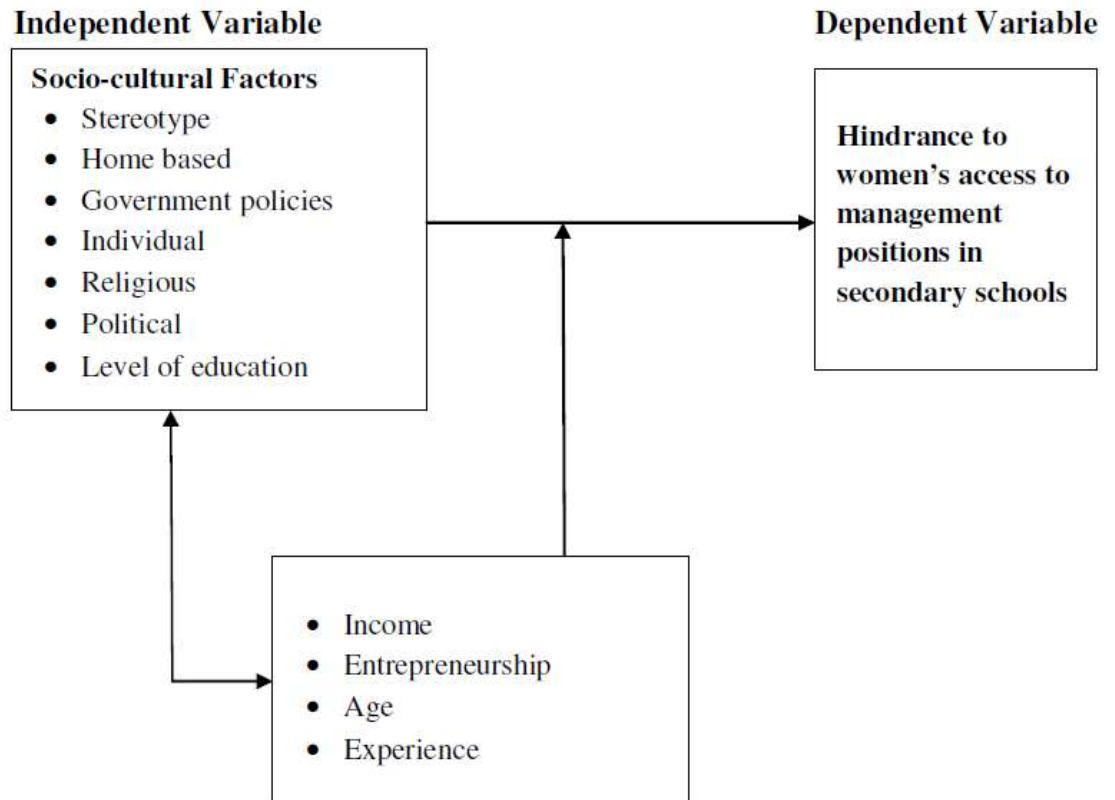 Independent Variable
Dependent Variable
Socio-cultural Factors
• Stereotype
• Home based
• Government policies
• Individual
• Religious
• Political
• Level of education
Hindrance to
women’s access to
management
positions in
secondary schools
• Income
• Entrepreneurship
• Age
• Experience